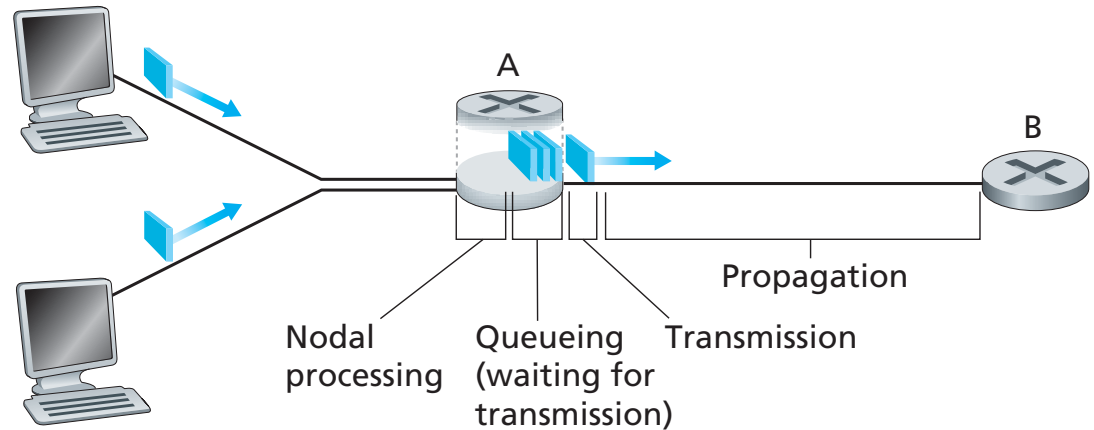 A
B
Propagation
Nodal
processing
Queueing
(waiting for
transmission)
Transmission